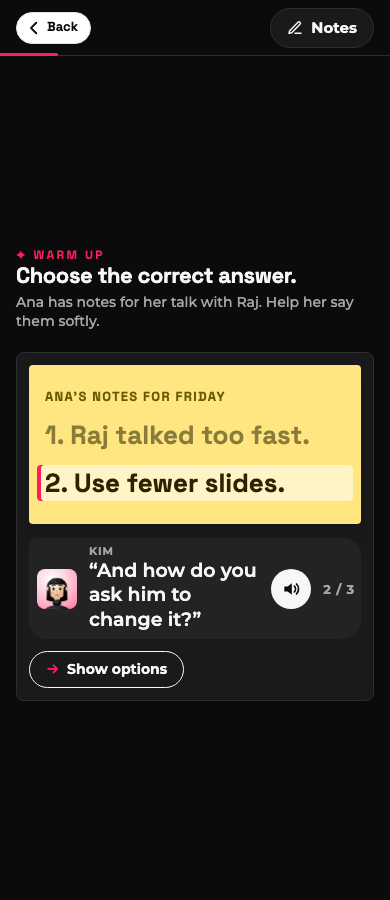 Back
Notes
WARM UP
Choose the correct answer.
Ana has notes for her talk with Raj. Help her say
them softly.
ANA'S NOTES FOR FRIDAY
1. Raj talked too fast.
2. Use fewer slides.
KIM
“And how do you
ask him to
change it?”
2 / 3
Show options